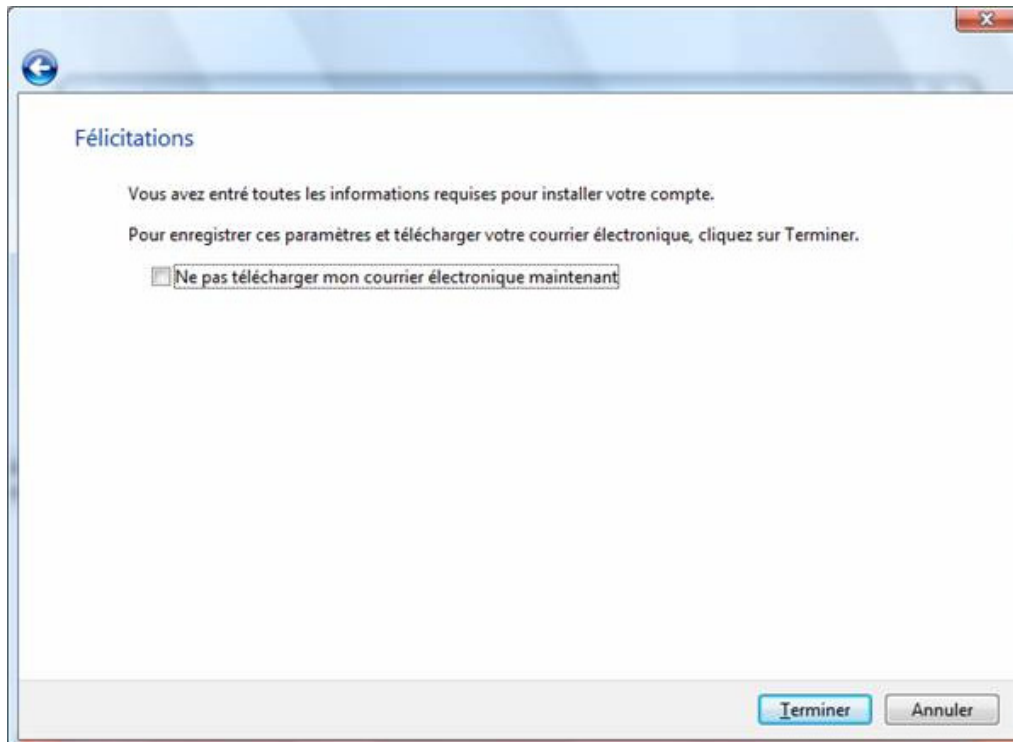 Félicitations
Vous avez entré toutes les informations requises pour installer votre compte.
Pour enregistrer ces paramètres et télécharger votre courrier électronique, cliquez sur Terminer.
Ne pas télécharger mon courrier électronique maintenant
Terminer Annuler